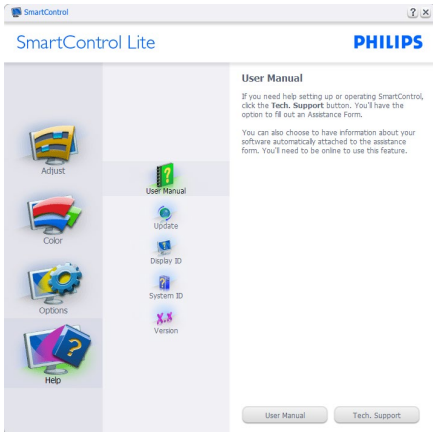 SmartControl
SmartControl Lite
PHILIPS
Adjust
Color
Options
Help
User Manual
Update
Display ID
System ID
X.X
Version
User Manual
If you need help setting up or operating SmartControl,
click the Tech. Support button. You'll have the
option to fill out an Assistance Form.
You can also choose to have information about your
software automatically attached to the assistance
form. You'll need to be online to use this feature.
User Manual
Tech. Support